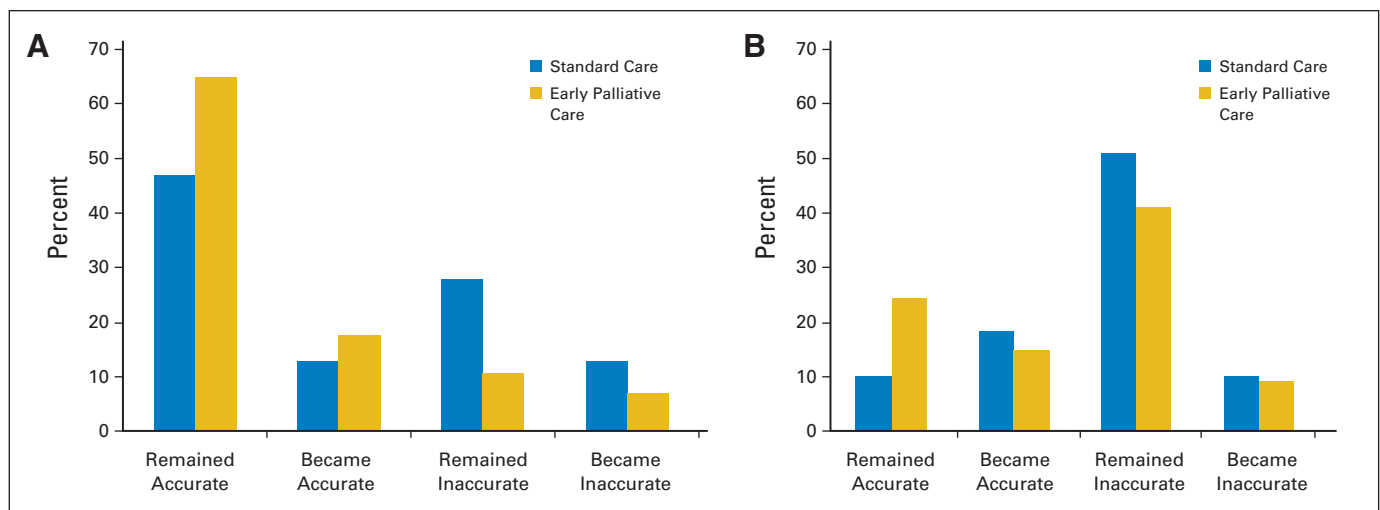 A
70
60
50
40
30
20
10
0
Percent
Standard Care
Early Palliative
Care
Remained
Accurate
Became
Accurate
Remained
Inaccurate
Became
Inaccurate
B
70
60
50
40
30
20
10
0
Percent
Standard Care
Early Palliative
Care
Remained
Accurate
Became
Accurate
Remained
Inaccurate
Became
Inaccurate